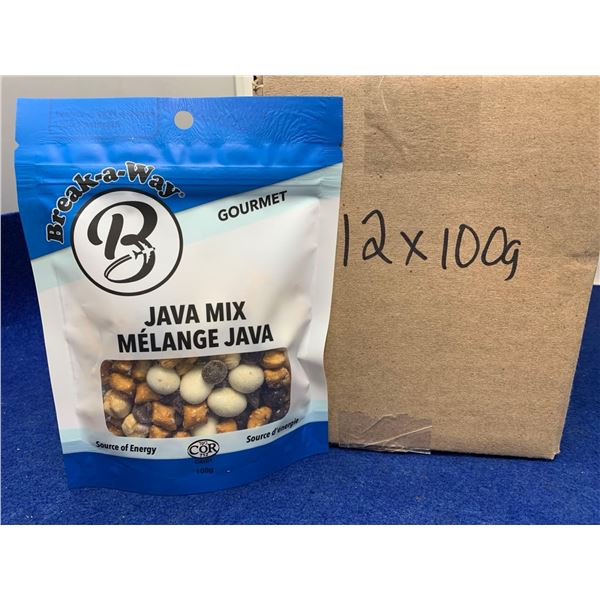 Break-a-Way®
B
GOURMET
JAVA MIX
MÉLANGE JAVA
Source of Energy
COR
Source d'énergie
100g
12 x 100g